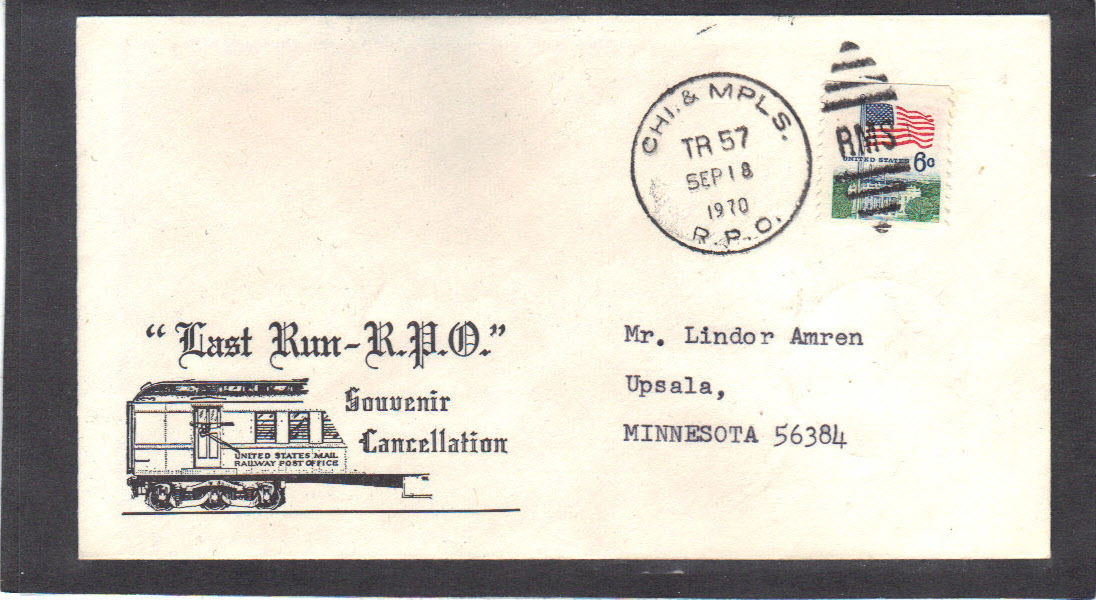 CHI. & MPLS.
TR 57
SEP 18
1970
R.P.O.
RMS
UNITED STATES 6c
"Last Run-R.P.O."
Souvenir
Cancellation
UNITED STATES MAIL
RAILWAY POST OFFICE
Mr. Lindor Amren
Upsala,
MINNESOTA 56384